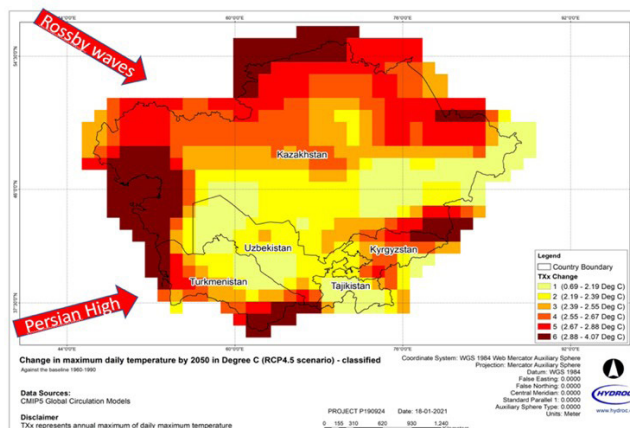 Rossby waves
Persian High
Kazakhstan
Uzbekistan
Kyrgyzstan
Turkmenistan
Tajikistan
Legend
Country Boundary
TXx Change
1 (0.69 - 2.19 Deg C)
2 (2.19 - 2.39 Deg C)
3 (2.39 - 2.55 Deg C)
4 (2.55 - 2.67 Deg C)
5 (2.67 - 2.88 Deg C)
6 (2.88 - 4.07 Deg C)
Change in maximum daily temperature by 2050 in Degree C (RCP4.5 scenario) - classified
Against the baseline 1960-1990
Coordinate System: WGS 1984 Web Mercator Auxiliary Sphere
Projection: Mercator Auxiliary Sphere
Datum: WGS 1984
False Easting: 0.0000
False Northing: 0.0000
Central Meridian: 0.0000
Standard Parallel 1: 0.0000
Auxiliary Sphere Type: 0.0000
Units: Meter
Data Sources:
CMIP5 Global Circulation Models
Disclaimer
TXx represents annual maximum of daily maximum temperature
PROJECT P190924 Date: 18-01-2021
0 155 310 620 930 1,240
HYDROC
www.hydroc.